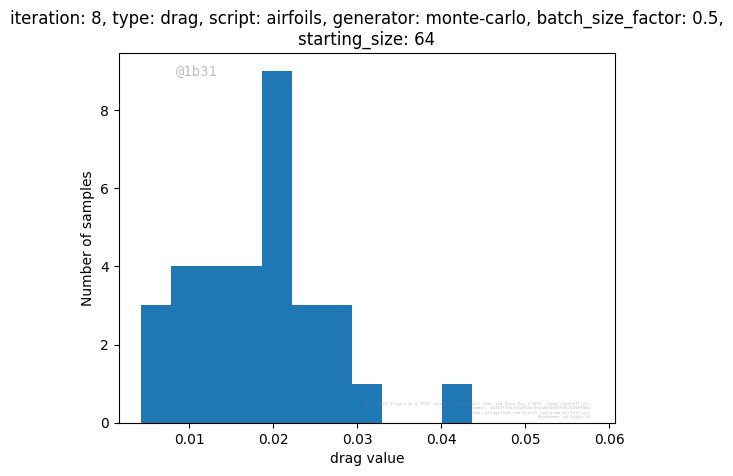 iteration: 8, type: drag, script: airfoils, generator: monte-carlo, batch_size_factor: 0.5,
starting_size: 64
@1b31
Number of samples
8
6
4
2
0
0.01 0.02 0.03 0.04 0.05 0.06
drag value